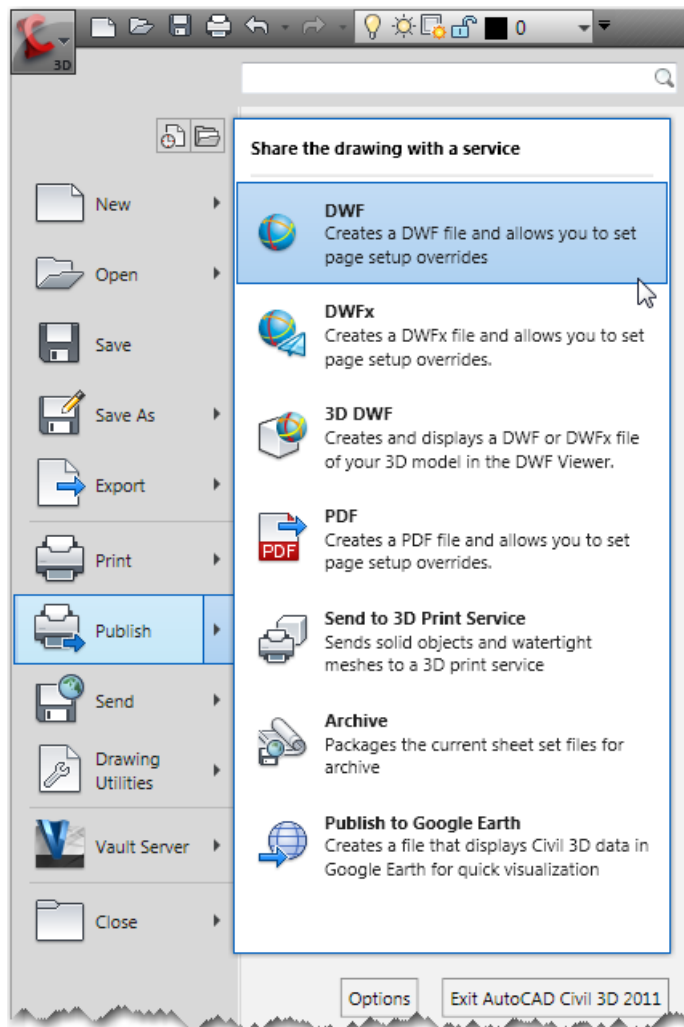 3D
0
Share the drawing with a service
New
DWF
Creates a DWF file and allows you to set
page setup overrides
Open
DWFx
Creates a DWFx file and allows you to set
page setup overrides.
Save
Save As
3D DWF
Creates and displays a DWF or DWFx file
of your 3D model in the DWF Viewer.
Export
PDF
PDF
Creates a PDF file and allows you to set
page setup overrides.
Print
Publish
Send to 3D Print Service
Sends solid objects and watertight
meshes to a 3D print service
Send
Archive
Packages the current sheet set files for
archive
Drawing
Utilities
Vault Server
Publish to Google Earth
Creates a file that displays Civil 3D data in
Google Earth for quick visualization
Close
Options
Exit AutoCAD Civil 3D 2011